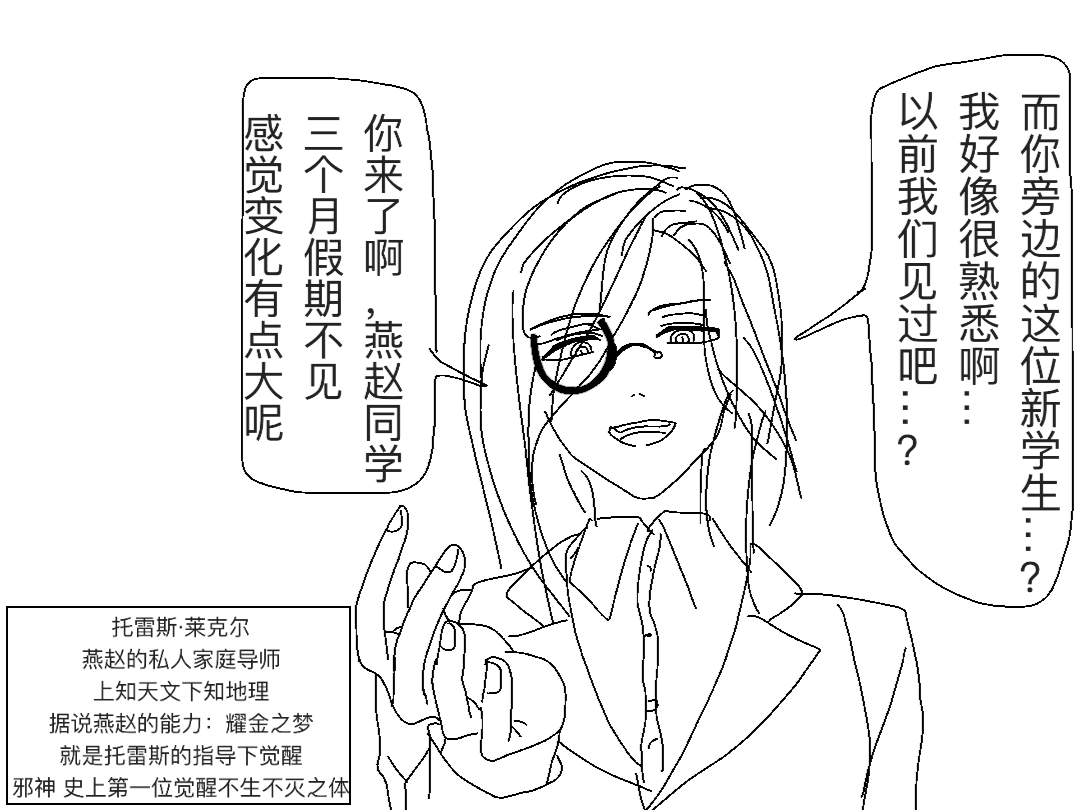 而你旁边的这位新学生…?
我好像很熟悉啊…
以前我们见过吧…?
你来了啊,燕赵同学
三个月假期不见
感觉变化有点大呢
托雷斯·莱克尔
燕赵的私人家庭导师
上知天文下知地理
据说燕赵的能力：耀金之梦
就是托雷斯的指导下觉醒
邪神 史上第一位觉醒不生不灭之体